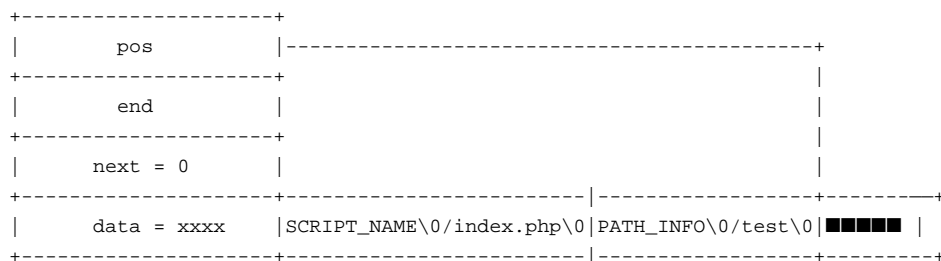 pos
end
next = 0
data = xxxx SCRIPT_NAME\0/index.php\0 PATH_INFO\0/test\0